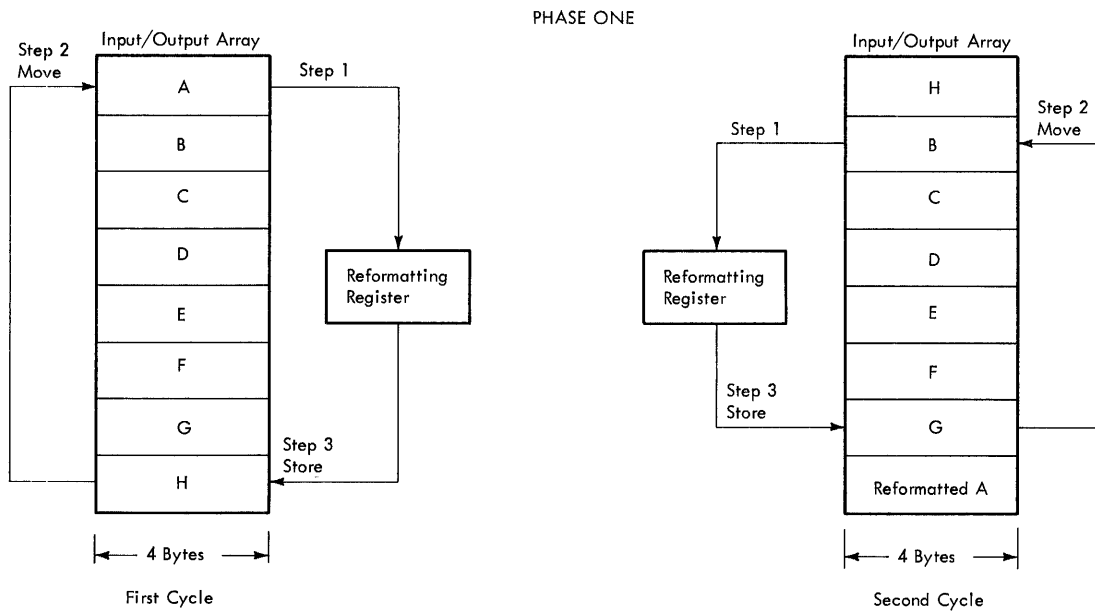 PHASE ONE
Input/Output Array
Step 2
Move
A
B
C
D
E
F
G
H
Step 1
Reformatting
Register
Step 3
Store
4 Bytes
First Cycle
Input/Output Array
H
B
C
D
E
F
G
Reformatted A
Step 1
Step 2
Move
Reformatting
Register
Step 3
Store
4 Bytes
Second Cycle